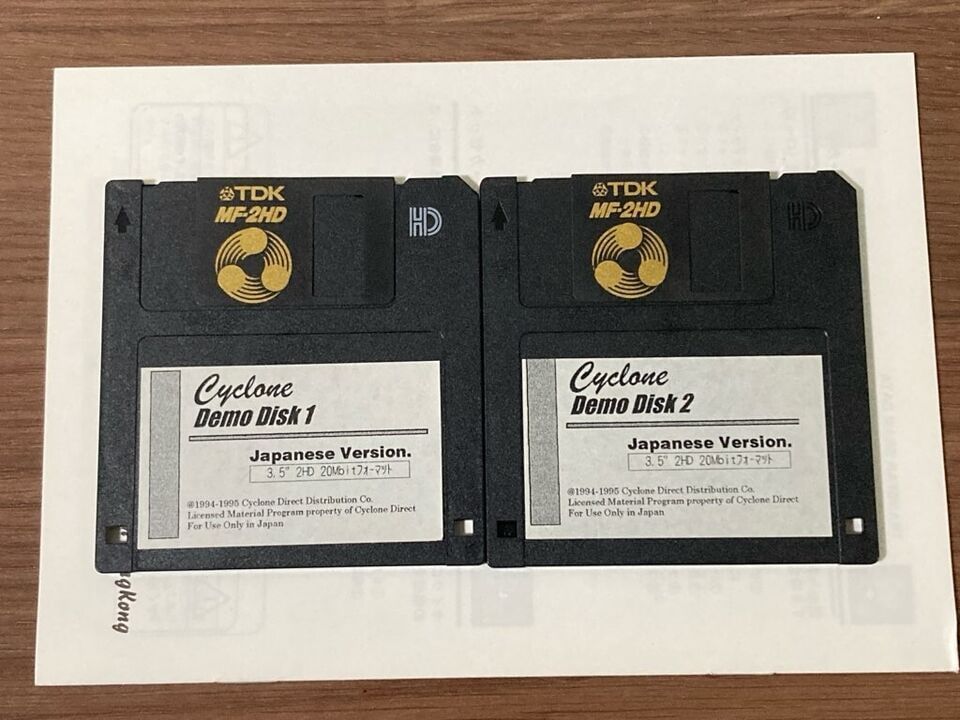 TDK
MF-2HD
HD
Cyclone
Demo Disk 1
Japanese Version.
3.5" 2HD 20Mbitフォーマット
@1994-1995 Cyclone Direct Distribution Co.
Licensed Material Program property of Cyclone Direct
For Use Only in Japan
TDK
MF-2HD
HD
Cyclone
Demo Disk 2
Japanese Version.
3.5" 2HD 20Mbitフォーマット
@1994-1995 Cyclone Direct Distribution Co.
Licensed Material Program property of Cyclone Direct
For Use Only in Japan
gKong